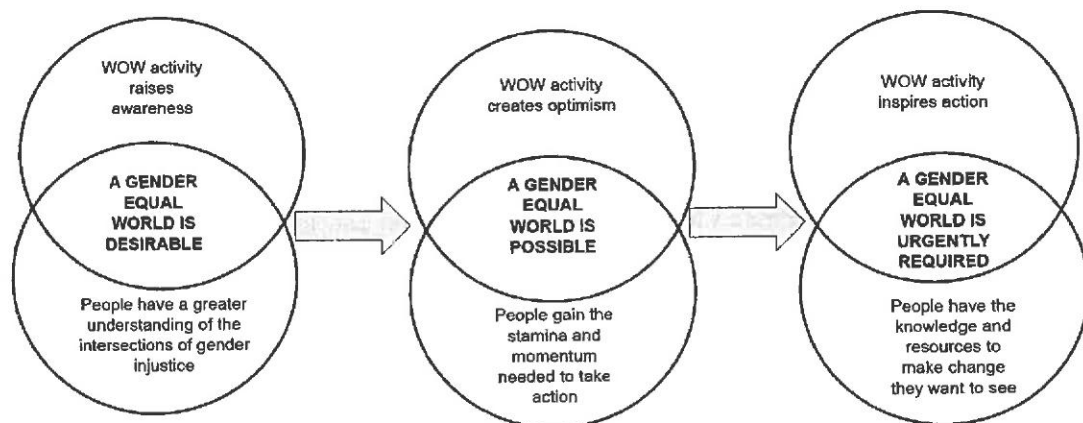 WOW activity
raises
awareness
A GENDER
EQUAL
WORLD IS
DESIRABLE
People have a greater
understanding of the
intersections of gender
injustice
WOW activity
creates optimism
A GENDER
EQUAL
WORLD IS
POSSIBLE
People gain the
stamina and
momentum
needed to take
action
WOW activity
inspires action
A GENDER
EQUAL
WORLD IS
URGENTLY
REQUIRED
People have the
knowledge and
resources to
make change
they want to see